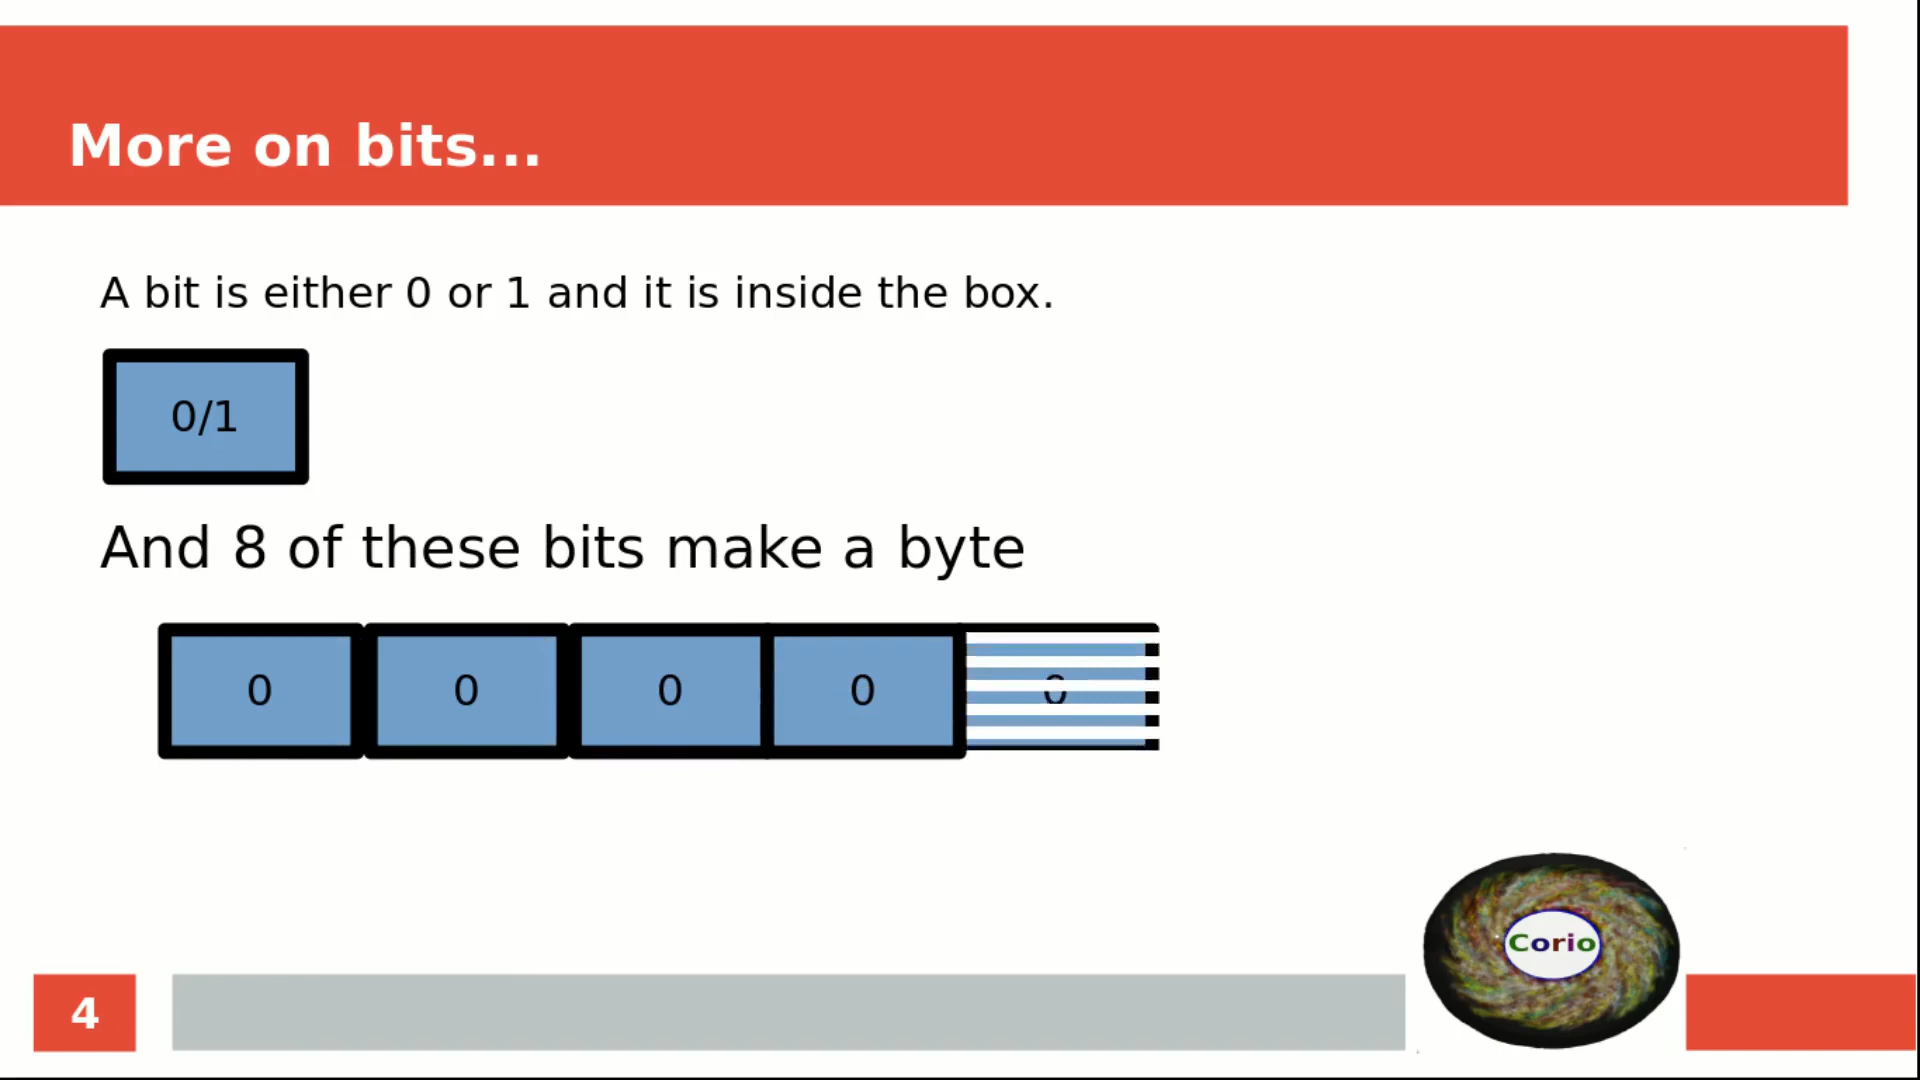 More on bits...
A bit is either 0 or 1 and it is inside the box.
0/1
And 8 of these bits make a byte
0 0 0 0 0
Corio
4